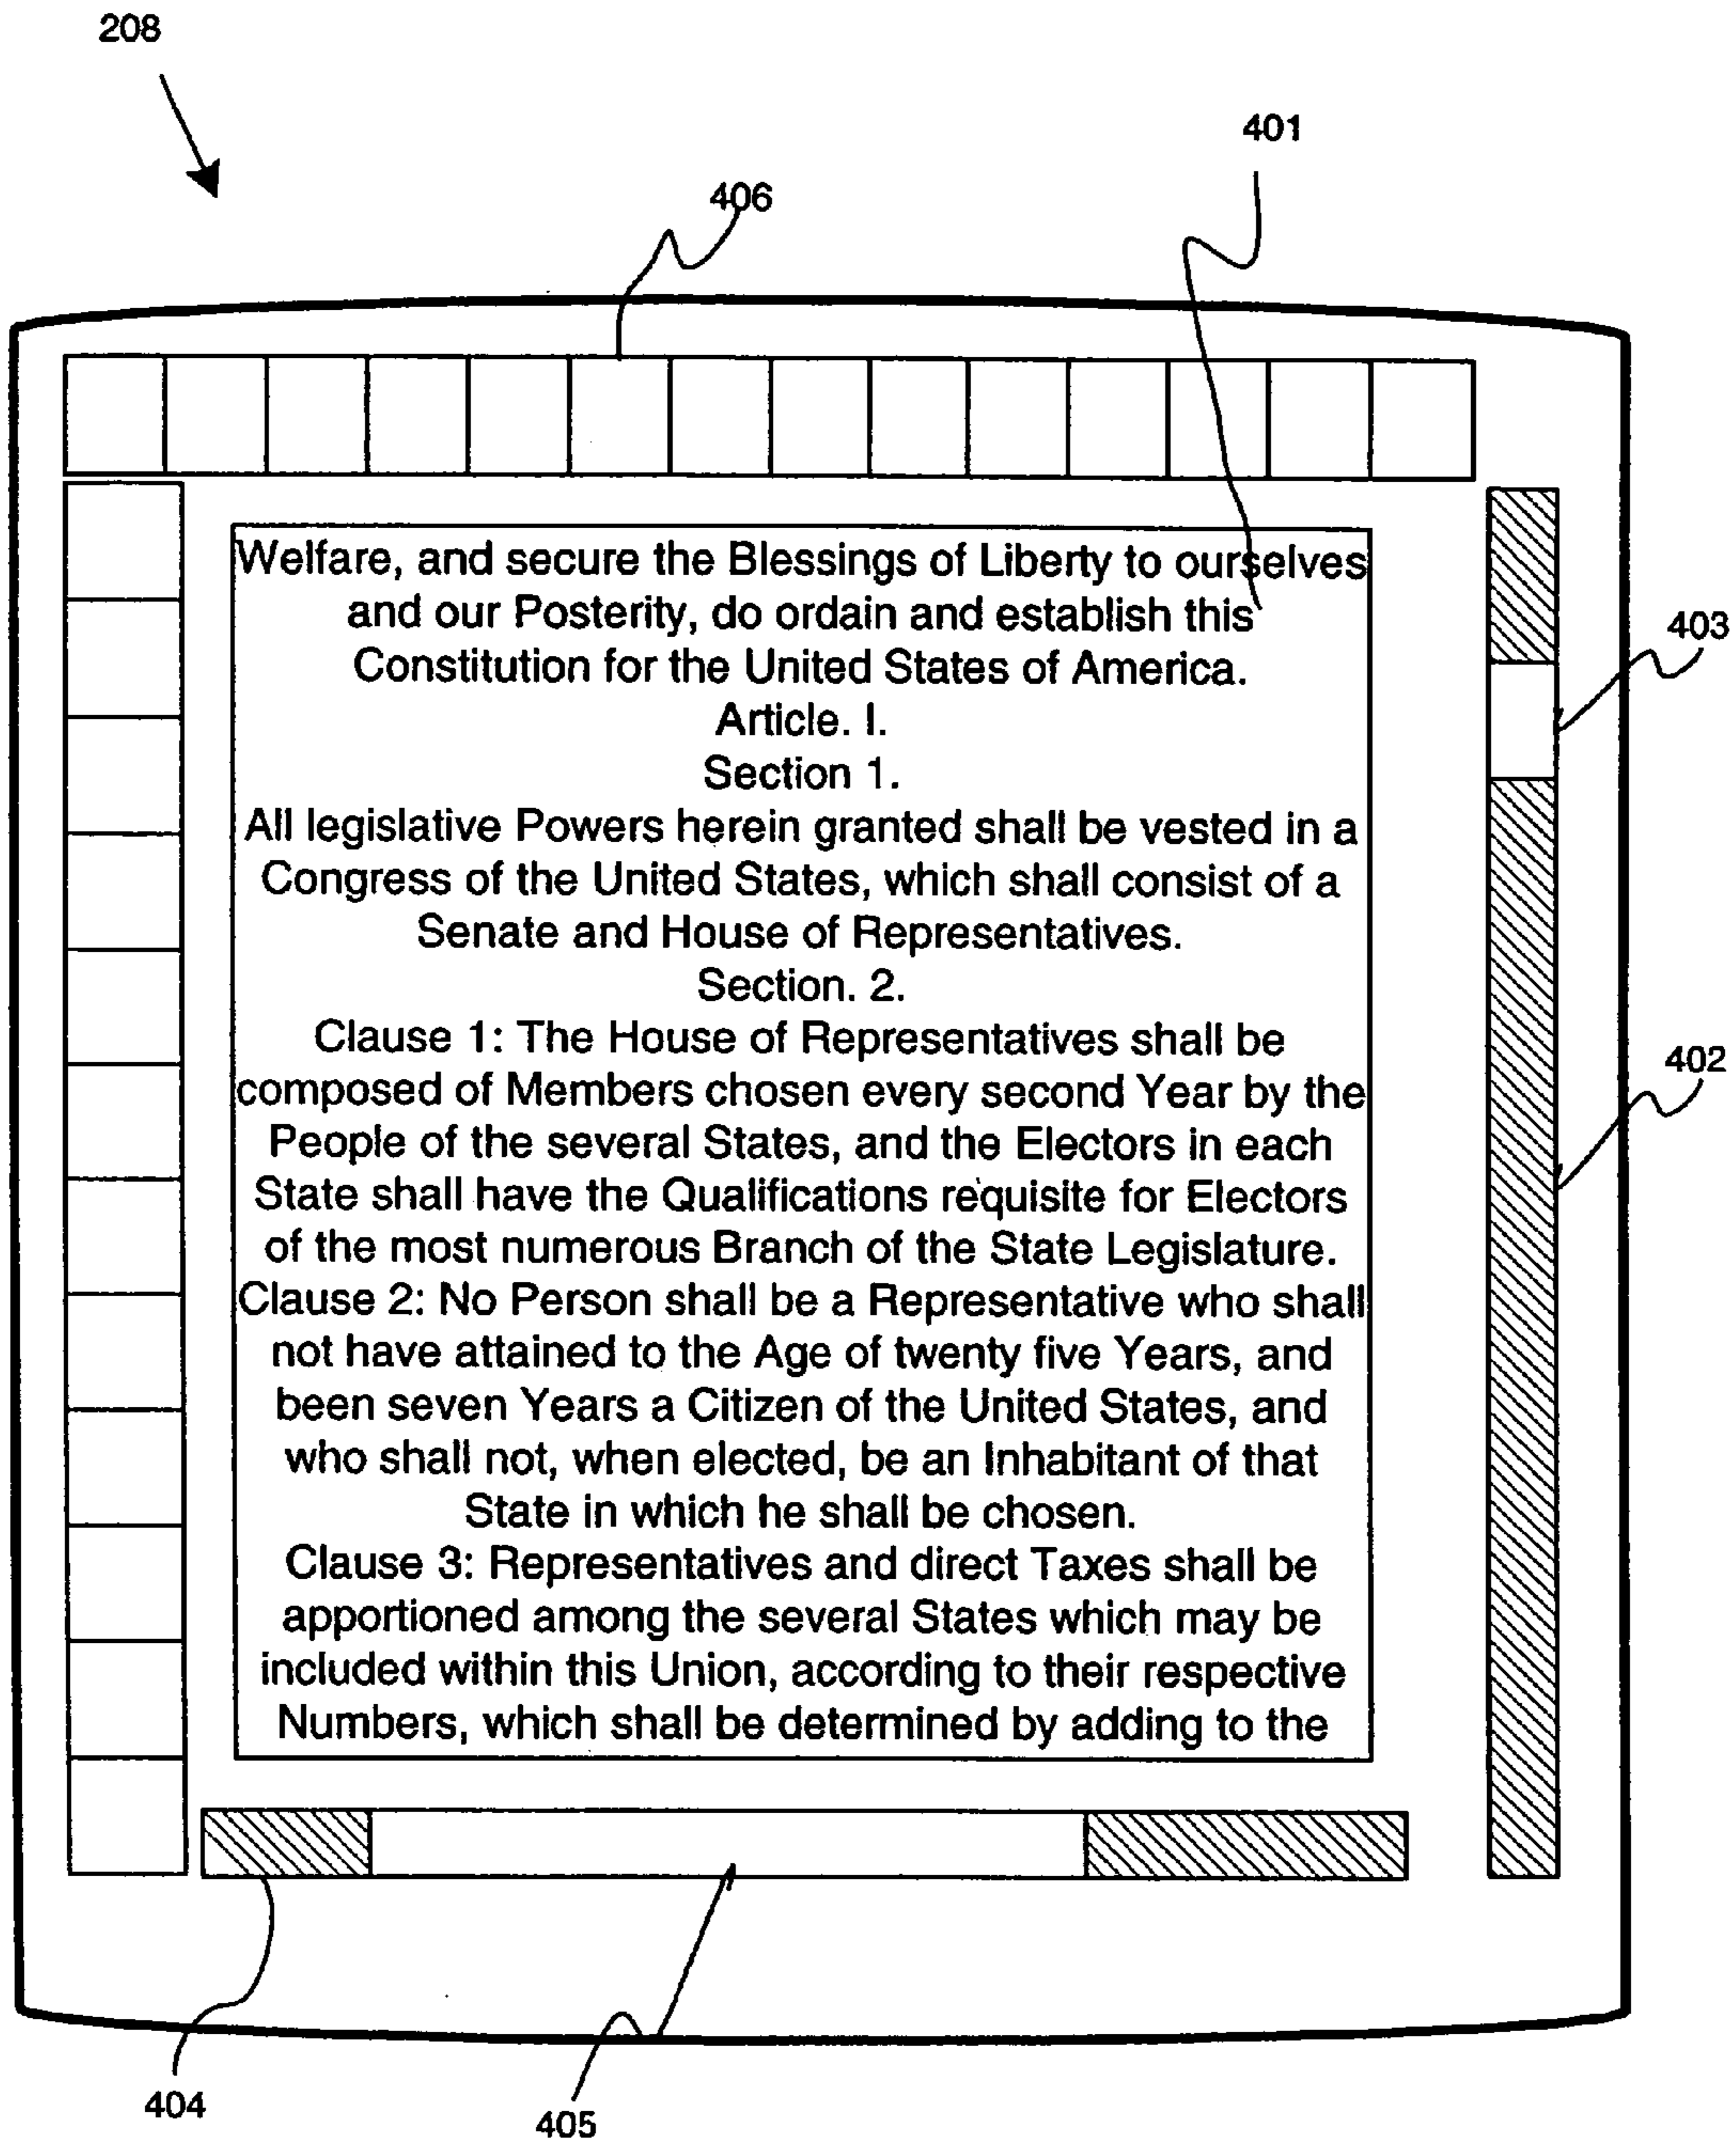 208
401
406
Welfare, and secure the Blessings of Liberty to ourselves
and our Posterity, do ordain and establish this
Constitution for the United States of America.
Article. I.
Section 1.
All legislative Powers herein granted shall be vested in a
Congress of the United States, which shall consist of a
Senate and House of Representatives.
Section. 2.
Clause 1: The House of Representatives shall be
composed of Members chosen every second Year by the
People of the several States, and the Electors in each
State shall have the Qualifications requisite for Electors
of the most numerous Branch of the State Legislature.
Clause 2: No Person shall be a Representative who shall
not have attained to the Age of twenty five Years, and
been seven Years a Citizen of the United States, and
who shall not, when elected, be an Inhabitant of that
State in which he shall be chosen.
Clause 3: Representatives and direct Taxes shall be
apportioned among the several States which may be
included within this Union, according to their respective
Numbers, which shall be determined by adding to the
403
402
404
405